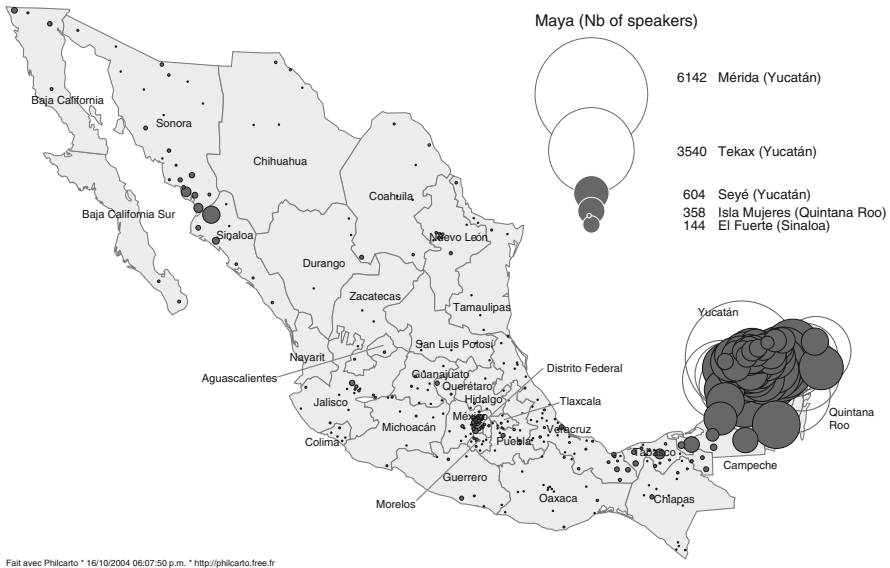 Maya (Nb of speakers)
6142 Mérida (Yucatán)
3540 Tekax (Yucatán)
604 Seyé (Yucatán)
358 Isla Mujeres (Quintana Roo)
144 El Fuerte (Sinaloa)
Baja California
Sonora
Chihuahua
Coahuila
Baja California Sur
Sinaloa
Nuevo León
Durango
Zacatecas
Tamaulipas
Yucatán
San Luis Potosí
Nayarit
Aguascalientes
Guanajuato
Distrito Federal
Querétaro
Jalisco
Hidalgo
Tlaxcala
Quintana
Roo
México
Michoacán
Veracruz
Colima
Puebla
Tabasco
Campeche
Guerrero
Morelos
Oaxaca
Chiapas
Fait avec Philcarto * 16/10/2004 06:07:50 p.m. * http://philcarto.free.fr